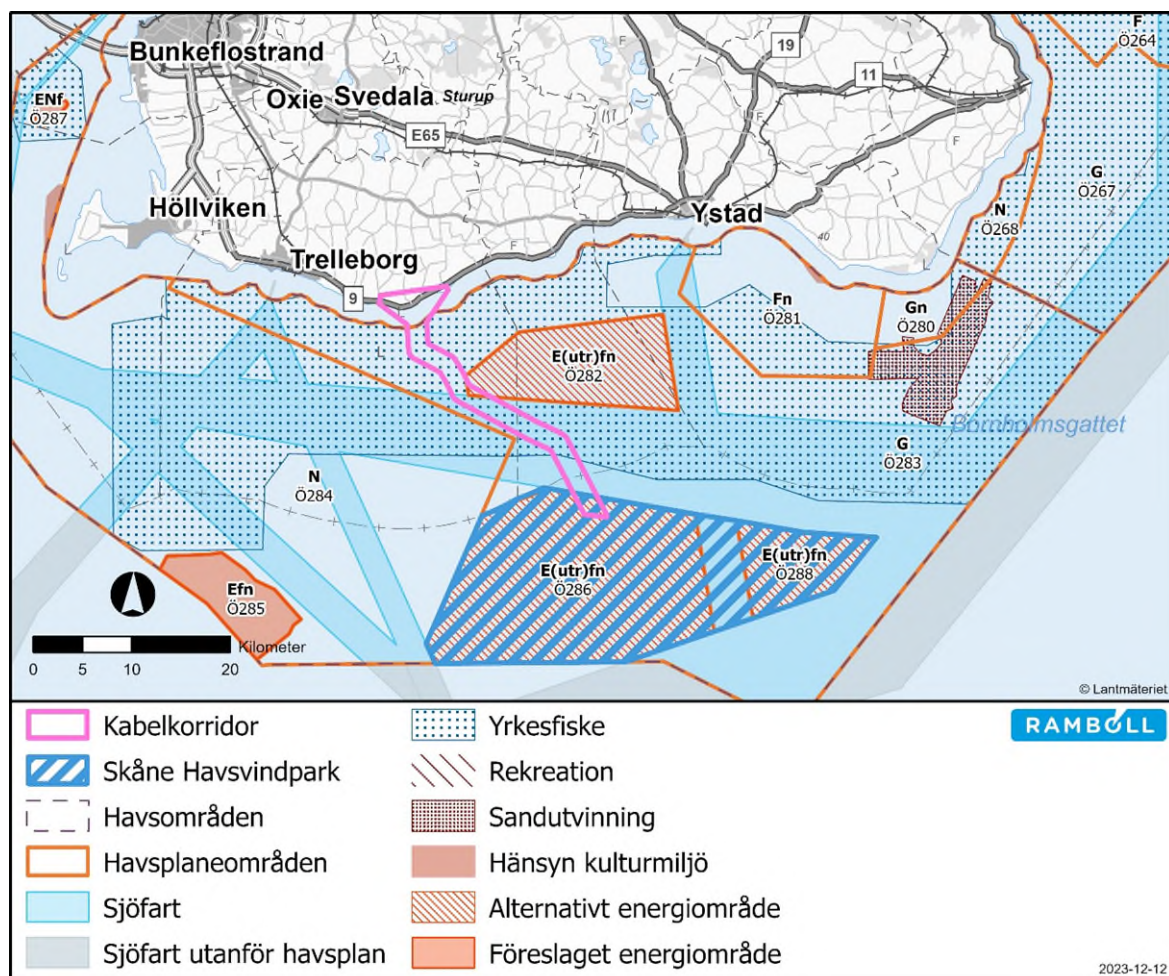 F
Ö264
19
Bunkeflostrand
11
ENf
Ö287
Oxie
Svedala
Sturup
F
E65
F
G
Ö267
Höllviken
Ystad
N
Ö268
L
L
F
40
L
Trelleborg
9
Fn
Ö281
Gn
Ö280
L
E(utr)fn
Ö282
Bornholmsgattet
G
Ö283
N
Ö284
E(utr)fn
Ö288
E(utr)fn
Ö286
Efn
Ö285
Kilometer
0 5 10 20
© Lantmäteriet
Kabelkorridor
Skåne Havsvindpark
Havsområden
Havsplaneområden
Sjöfart
Sjöfart utanför havsplan
Yrkesfiske
Rekreation
Sandutvinning
Hänsyn kulturmiljö
Alternativt energiområde
Föreslaget energiområde
RAMBOLL
2023-12-12